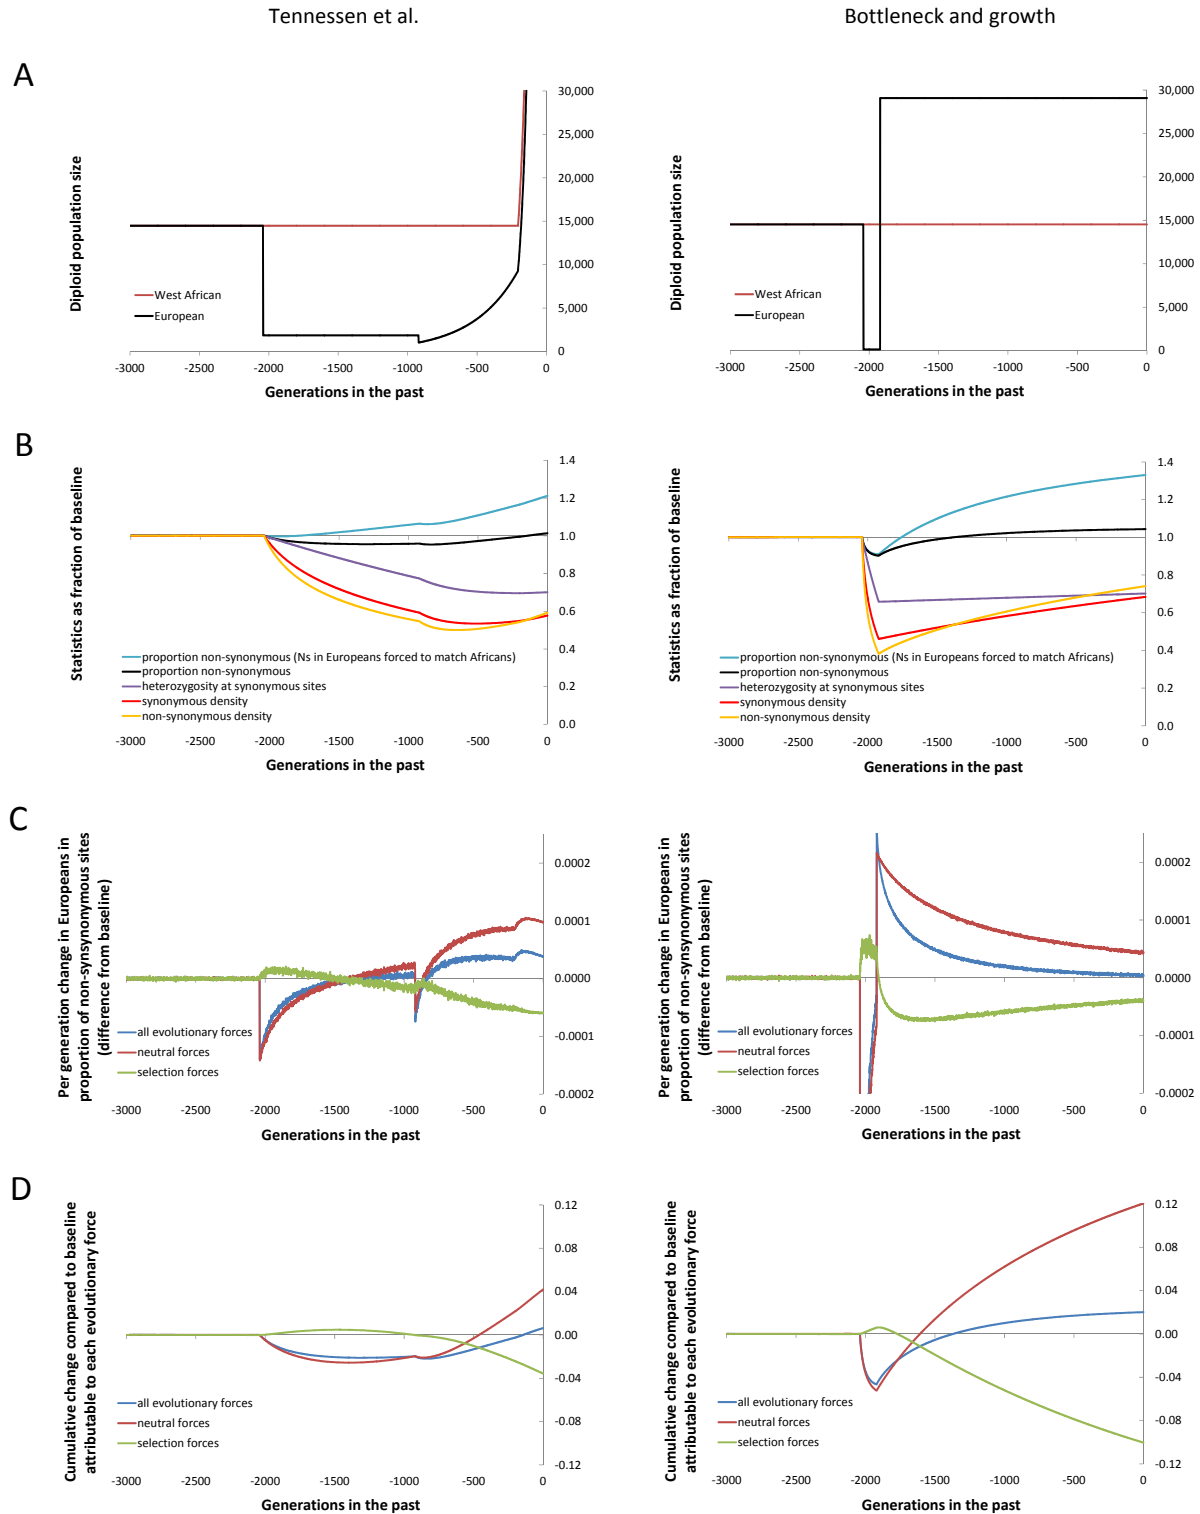 Tennessen et al.
Bottleneck and growth
A
Diploid population size
30,000
25,000
20,000
15,000
10,000
5,000
0
West African
European
-3000 -2500 -2000 -1500 -1000 -500 0
Generations in the past
Diploid population size
30,000
25,000
20,000
15,000
10,000
5,000
0
West African
European
-3000 -2500 -2000 -1500 -1000 -500 0
Generations in the past
B
Statistics as fraction of baseline
1.4
1.2
1.0
0.8
0.6
0.4
0.2
0.0
proportion non-synonymous (Ns in Europeans forced to match Africans)
proportion non-synonymous
heterozygosity at synonymous sites
synonymous density
non-synonymous density
-3000 -2500 -2000 -1500 -1000 -500 0
Generations in the past
Statistics as fraction of baseline
1.4
1.2
1.0
0.8
0.6
0.4
0.2
0.0
proportion non-synonymous (Ns in Europeans forced to match Africans)
proportion non-synonymous
heterozygosity at synonymous sites
synonymous density
non-synonymous density
-3000 -2500 -2000 -1500 -1000 -500 0
Generations in the past
C
Per generation change in Europeans in
proportion of non-synonymous sites
(difference from baseline)
0.0002
0.0001
0.0000
-0.0001
-0.0002
all evolutionary forces
neutral forces
selection forces
-3000 -2500 -2000 -1500 -1000 -500 0
Generations in the past
Per generation change in Europeans in
proportion of non-synonymous sites
(difference from baseline)
0.0002
0.0001
0.0000
-0.0001
-0.0002
all evolutionary forces
neutral forces
selection forces
-3000 -2500 -2000 -1500 -1000 -500 0
Generations in the past
D
Cumulative change compared to baseline
attributable to each evolutionary force
0.12
0.08
0.04
0.00
-0.04
-0.08
-0.12
all evolutionary forces
neutral forces
selection forces
-3000 -2500 -2000 -1500 -1000 -500 0
Generations in the past
Cumulative change compared to baseline
attributable to each evolutionary force
0.12
0.08
0.04
0.00
-0.04
-0.08
-0.12
all evolutionary forces
neutral forces
selection forces
-3000 -2500 -2000 -1500 -1000 -500 0
Generations in the past